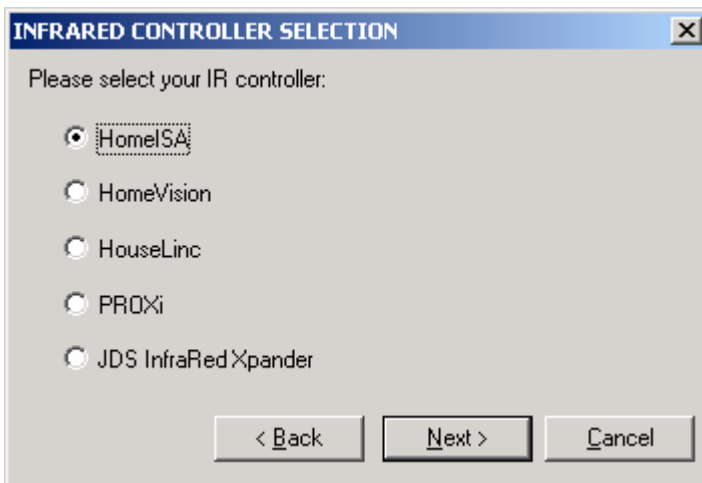 INFRARED CONTROLLER SELECTION
Please select your IR controller:
HomeISA
HomeVision
HouseLinc
PROXi
JDS InfraRed Xpander
< Back Next > Cancel